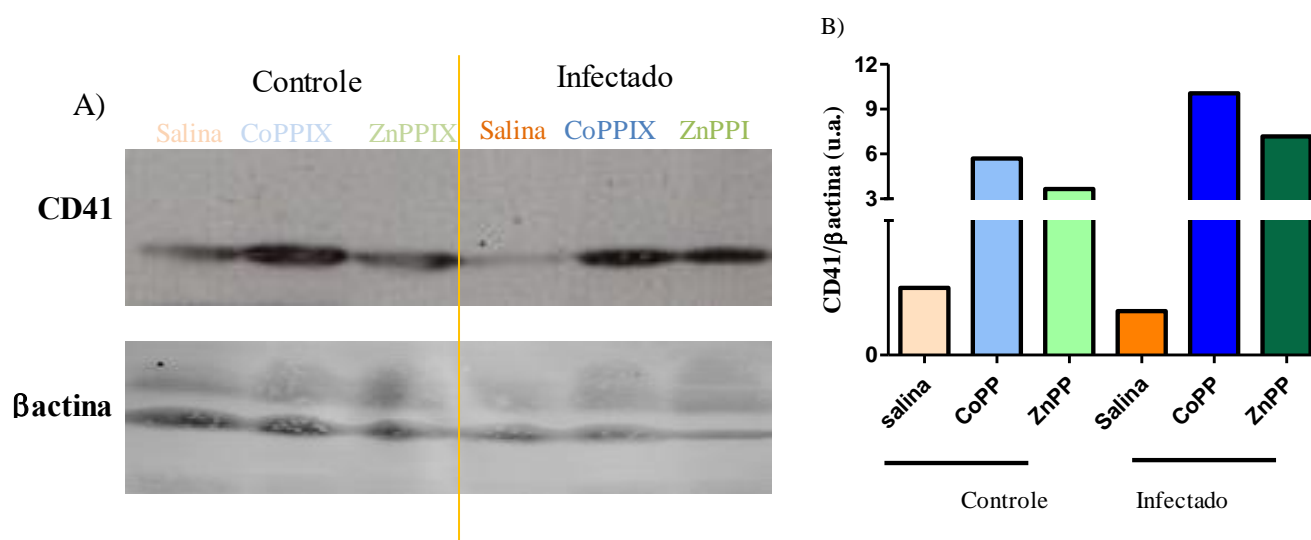 A)
Controle
Infectado
Salina CoPPIX ZnPPIX Salina CoPPIX ZnPPI
CD41
βactina
B)
CD41/βactina (u.a.)
12
9
6
3
0
salina CoPP ZnPP Salina CoPP ZnPP
Controle
Infectado